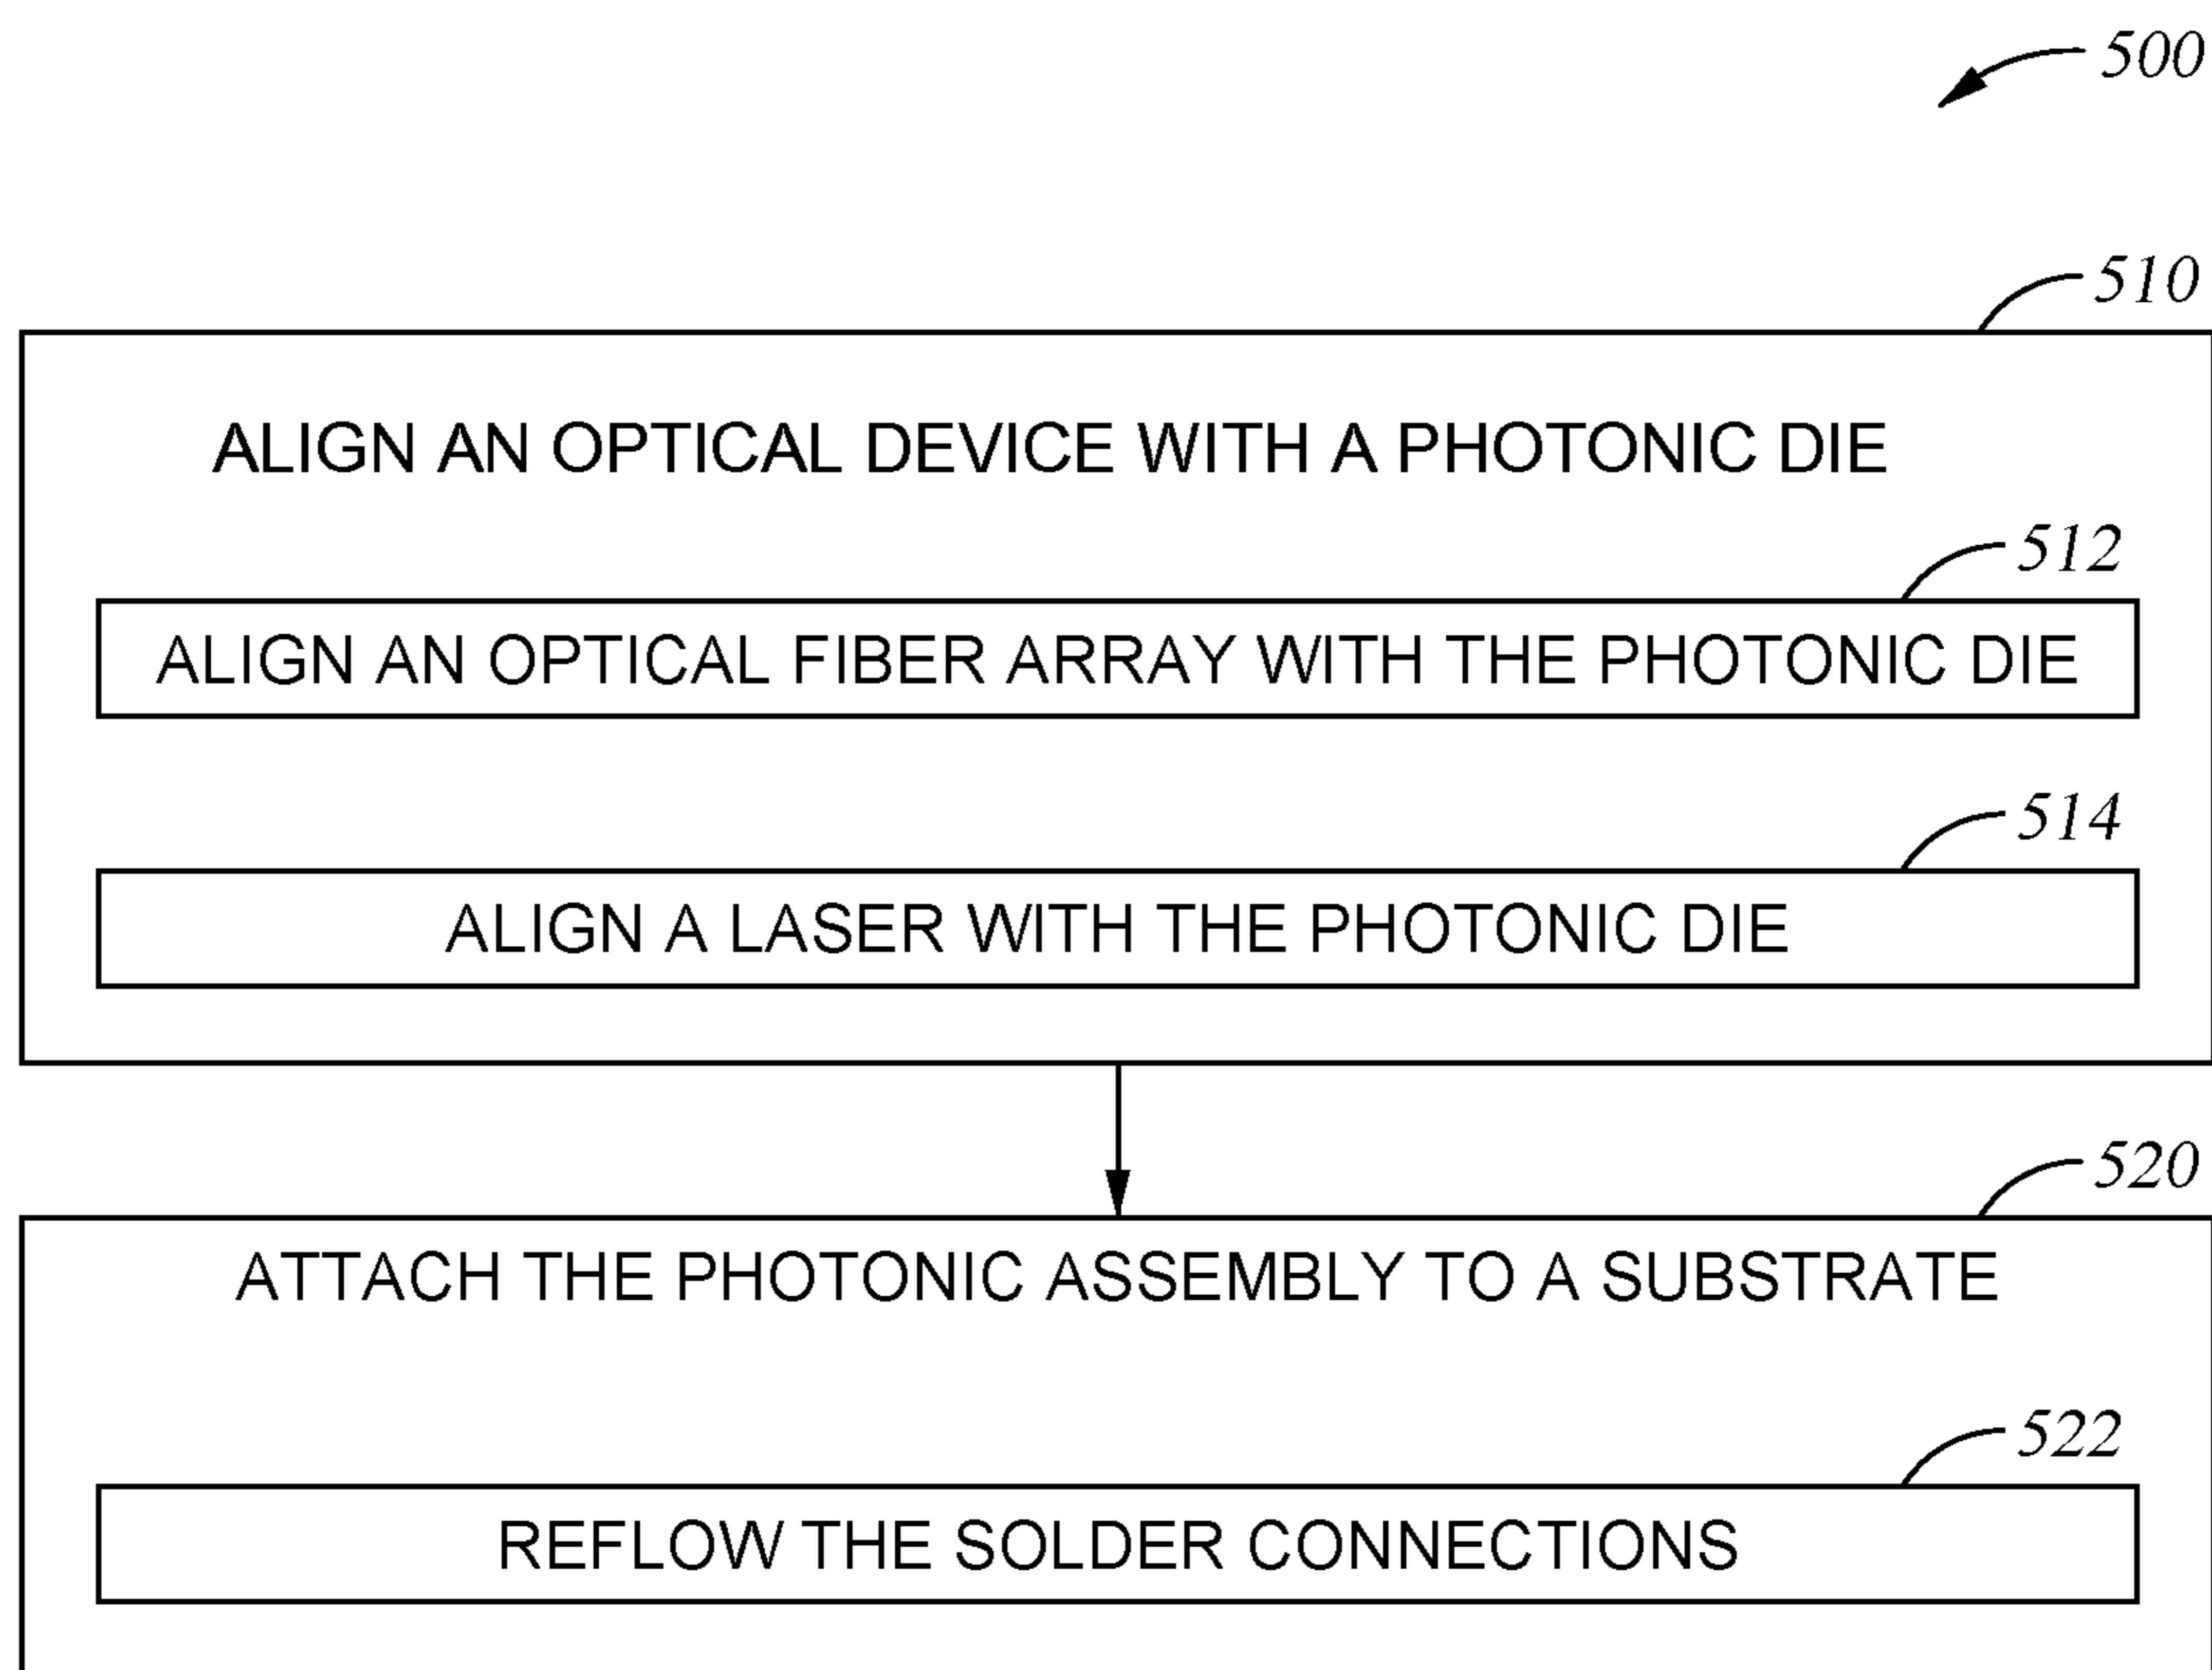 500
510
ALIGN AN OPTICAL DEVICE WITH A PHOTONIC DIE
512
ALIGN AN OPTICAL FIBER ARRAY WITH THE PHOTONIC DIE
514
ALIGN A LASER WITH THE PHOTONIC DIE
520
ATTACH THE PHOTONIC ASSEMBLY TO A SUBSTRATE
522
REFLOW THE SOLDER CONNECTIONS